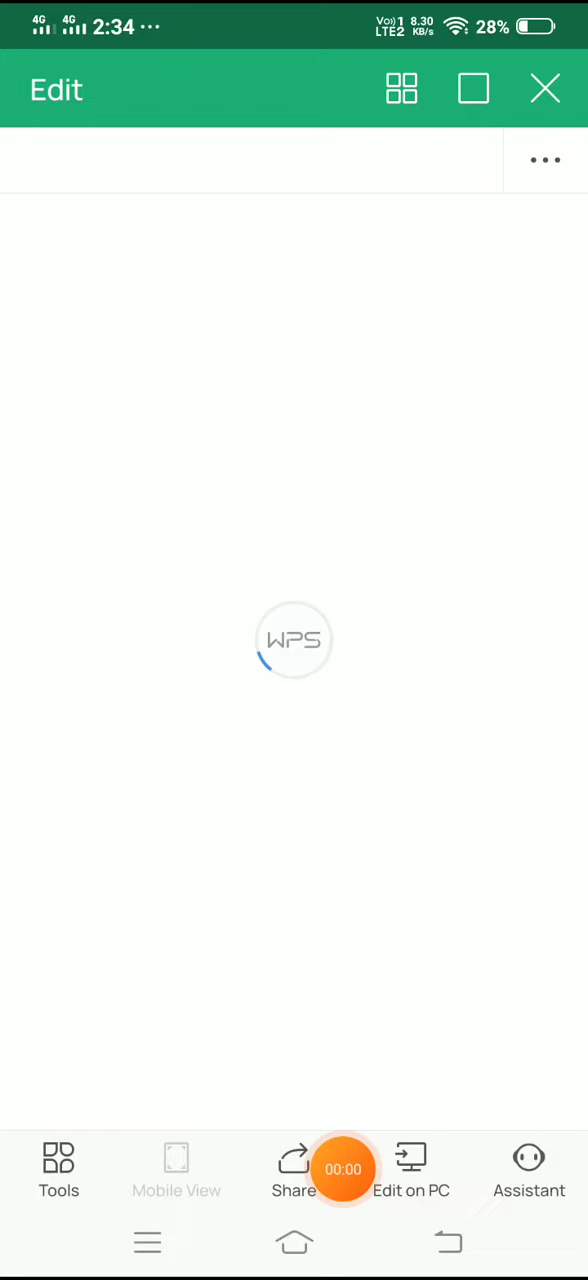 4G 4G 2:34 ··· Vo) 1 LTE2 8.30 KB/s 28%
Edit
WPS
Tools Mobile View Share 00:00 Edit on PC Assistant